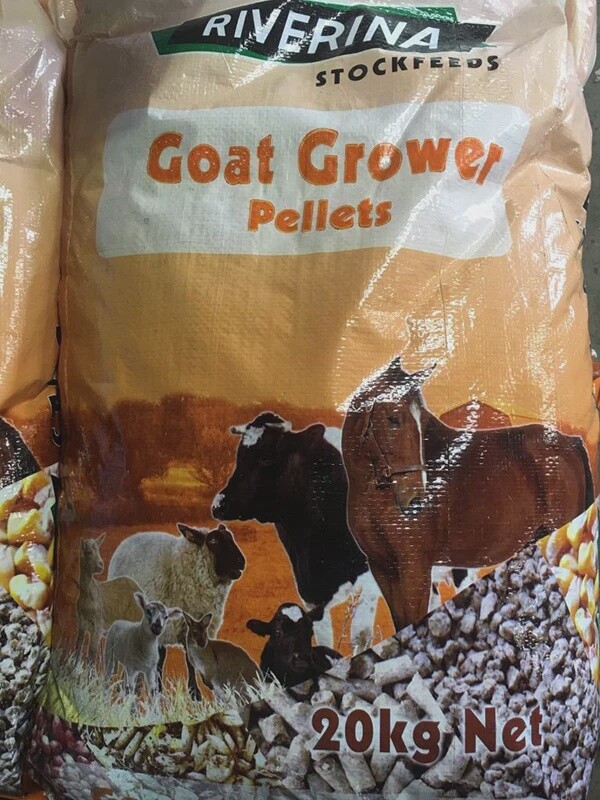 RIVERINA
STOCKFEEDS
Goat Grower
Pellets
20kg Net